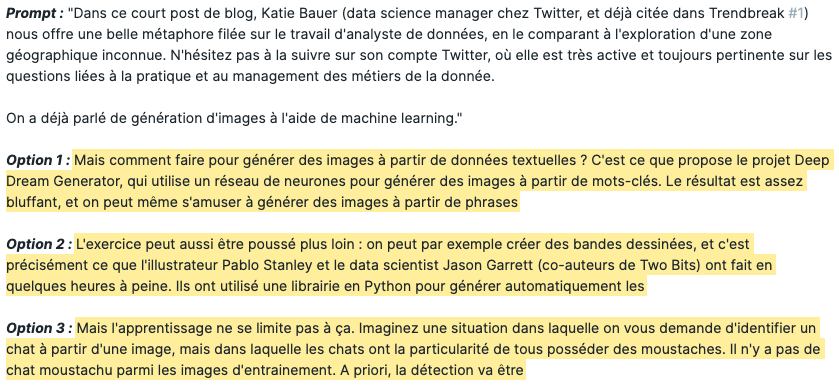 Prompt : "Dans ce court post de blog, Katie Bauer (data science manager chez Twitter, et déjà citée dans Trendbreak #1)
nous offre une belle métaphore filée sur le travail d'analyste de données, en le comparant à l'exploration d'une zone
géographique inconnue. N'hésitez pas à la suivre sur son compte Twitter, où elle est très active et toujours pertinente sur les
questions liées à la pratique et au management des métiers de la donnée.
On a déjà parlé de génération d'images à l'aide de machine learning."
Option 1 : Mais comment faire pour générer des images à partir de données textuelles ? C'est ce que propose le projet Deep
Dream Generator, qui utilise un réseau de neurones pour générer des images à partir de mots-clés. Le résultat est assez
bluffant, et on peut même s'amuser à générer des images à partir de phrases
Option 2 : L'exercice peut aussi être poussé plus loin : on peut par exemple créer des bandes dessinées, et c'est
précisément ce que l'illustrateur Pablo Stanley et le data scientist Jason Garrett (co-auteurs de Two Bits) ont fait en
quelques heures à peine. Ils ont utilisé une librairie en Python pour générer automatiquement les
Option 3 : Mais l'apprentissage ne se limite pas à ça. Imaginez une situation dans laquelle on vous demande d'identifier un
chat à partir d'une image, mais dans laquelle les chats ont la particularité de tous posséder des moustaches. Il n'y a pas de
chat moustachu parmi les images d'entrainement. A priori, la détection va être